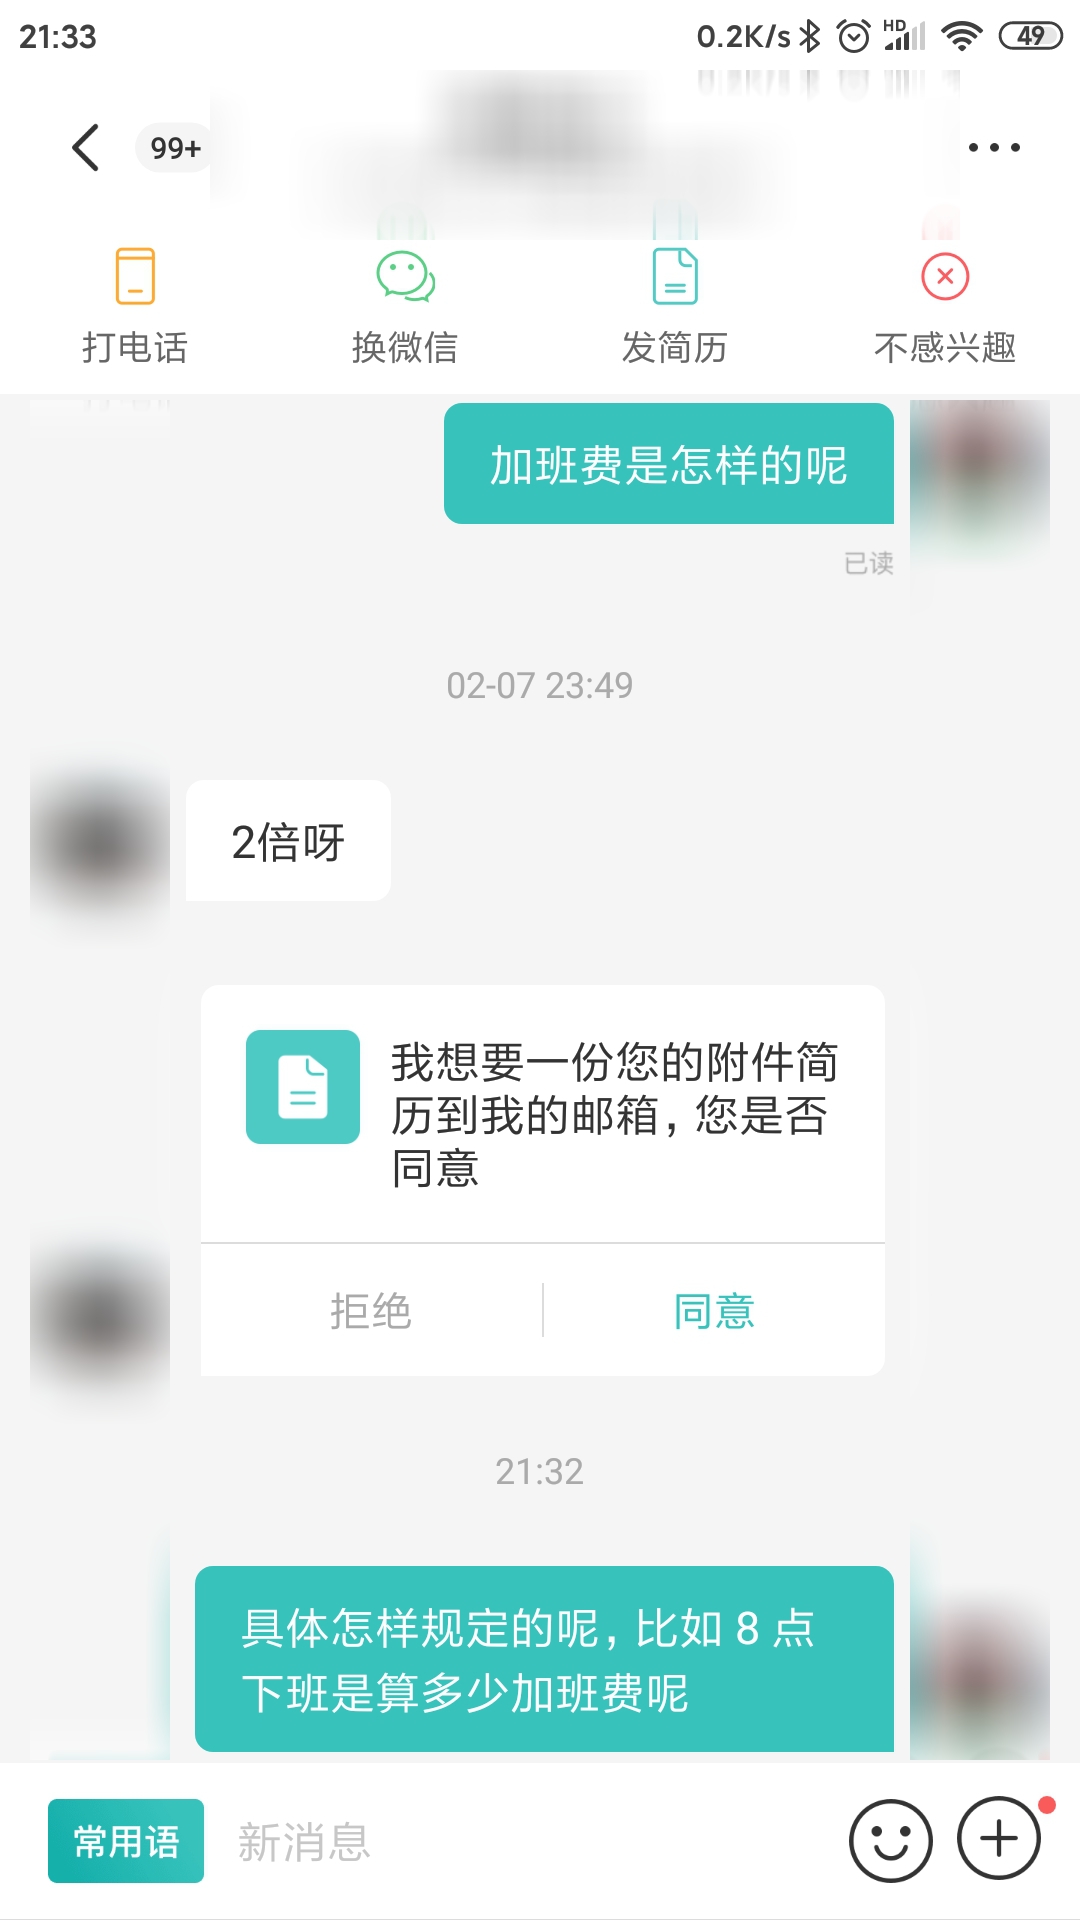 21:33
0.2K/s HD 49
99+
打电话 换微信 发简历 不感兴趣
加班费是怎样的呢
已读
02-07 23:49
2倍呀
我想要一份您的附件简
历到我的邮箱，您是否
同意
拒绝 同意
21:32
具体怎样规定的呢，比如 8 点
下班是算多少加班费呢
常用语 新消息